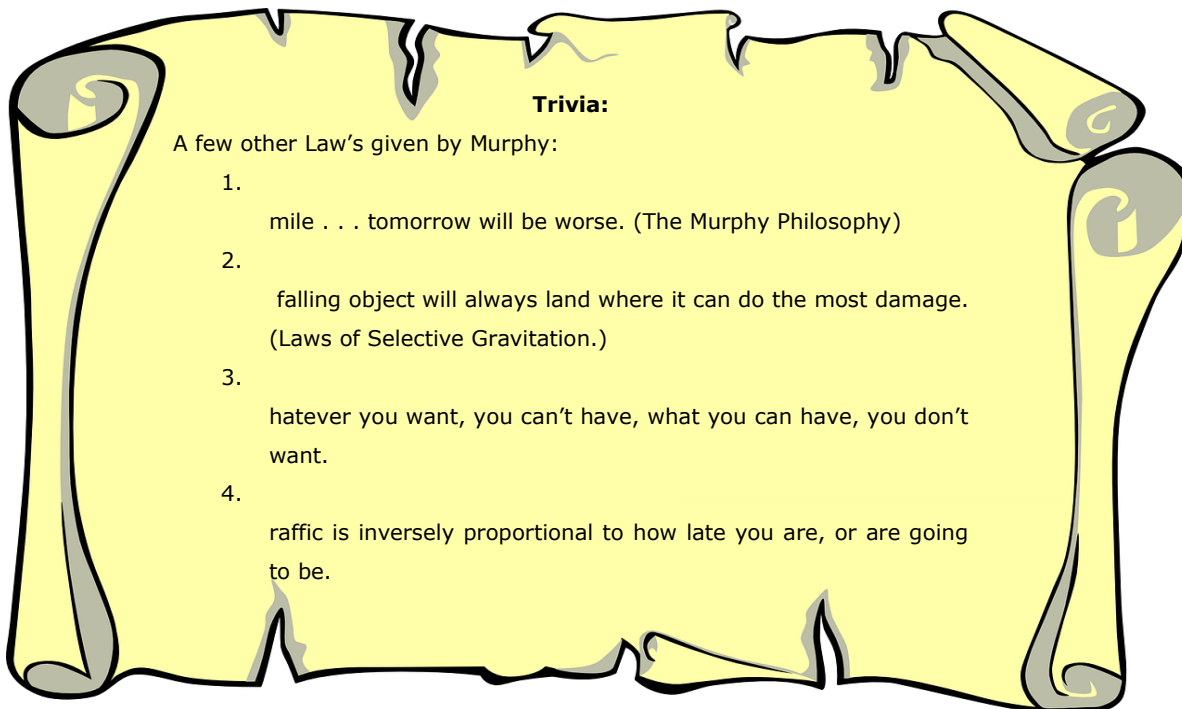 Trivia:
A few other Law’s given by Murphy:
1.
mile . . . tomorrow will be worse. (The Murphy Philosophy)
2.
falling object will always land where it can do the most damage.
(Laws of Selective Gravitation.)
3.
hatever you want, you can’t have, what you can have, you don’t
want.
4.
raffic is inversely proportional to how late you are, or are going
to be.